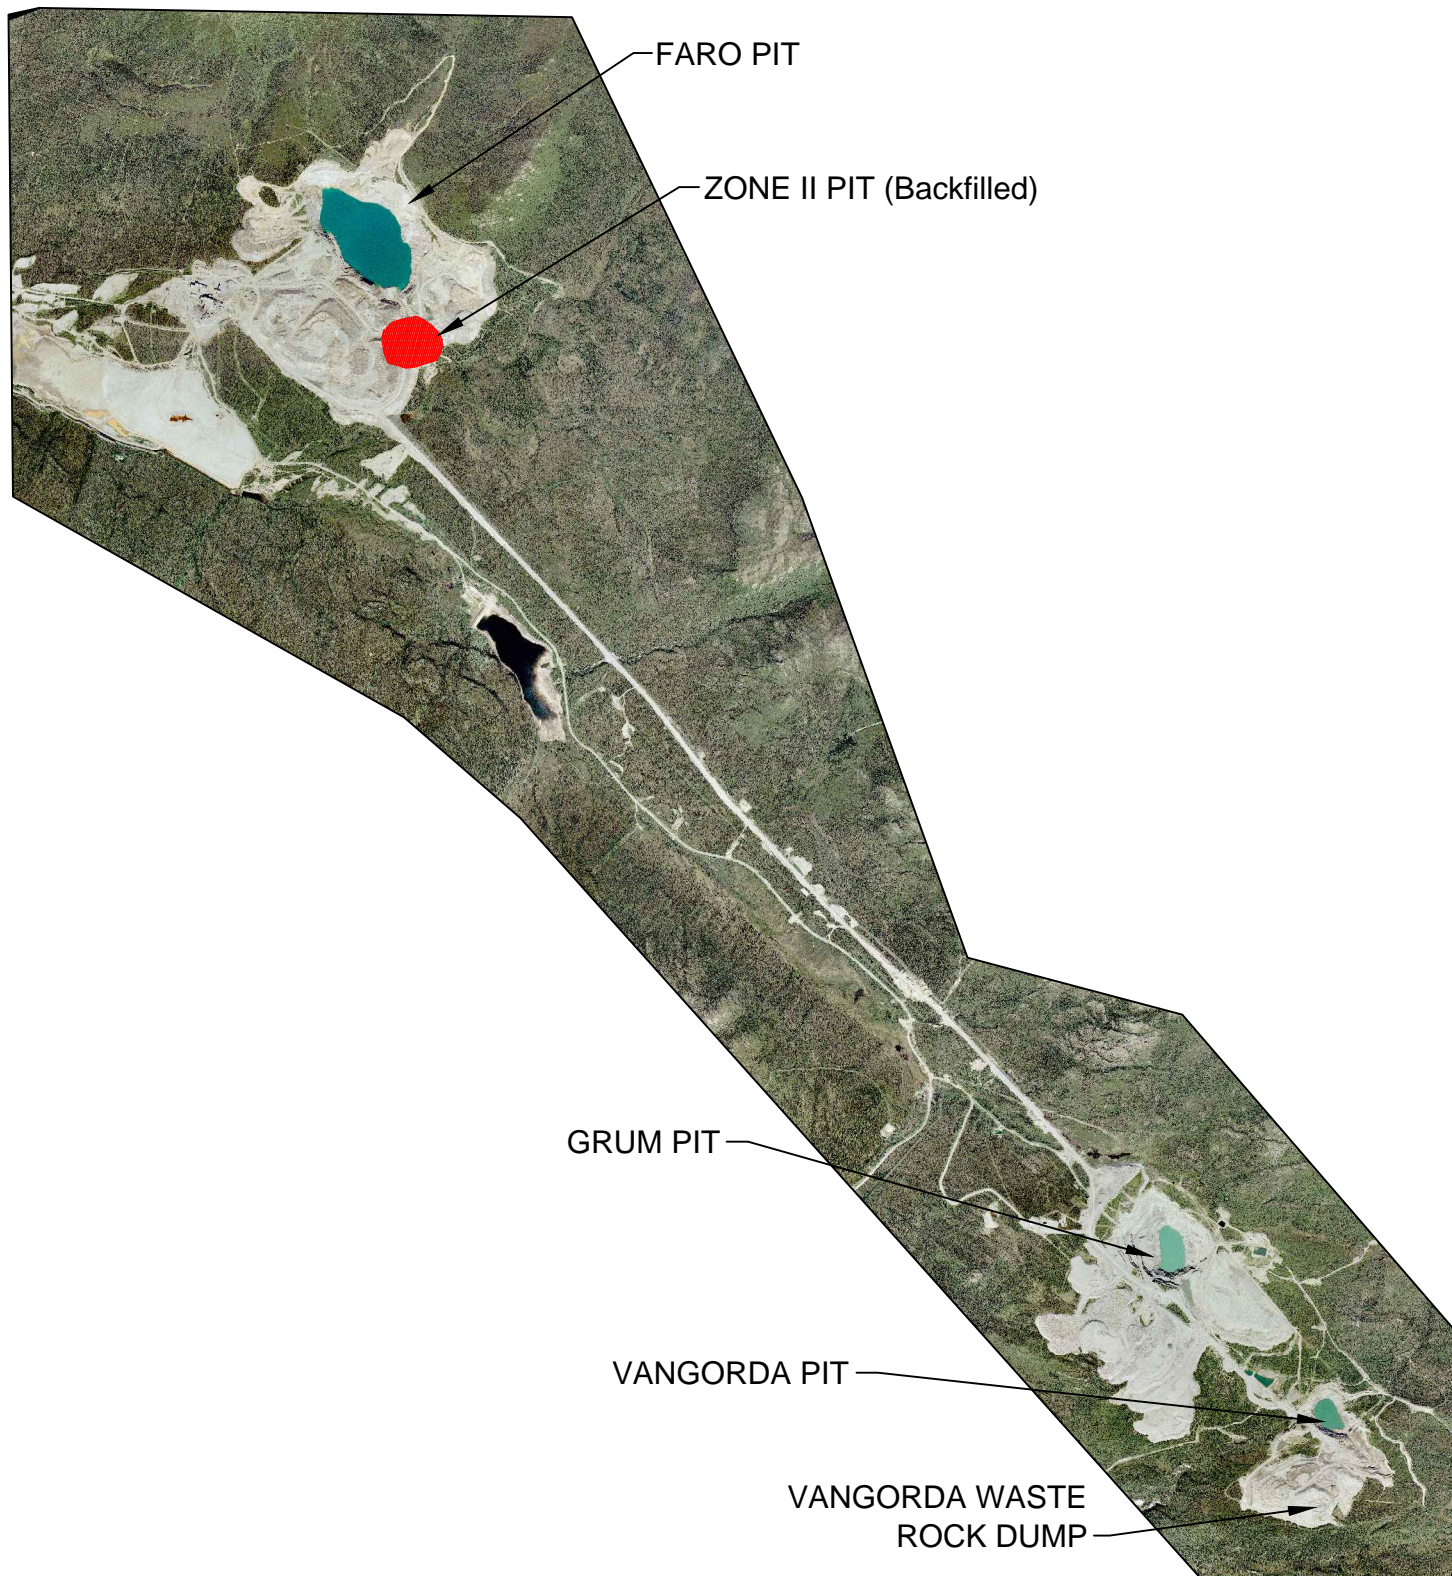 FARO PIT
ZONE II PIT (Backfilled)
GRUM PIT
VANGORDA PIT
VANGORDA WASTE
ROCK DUMP